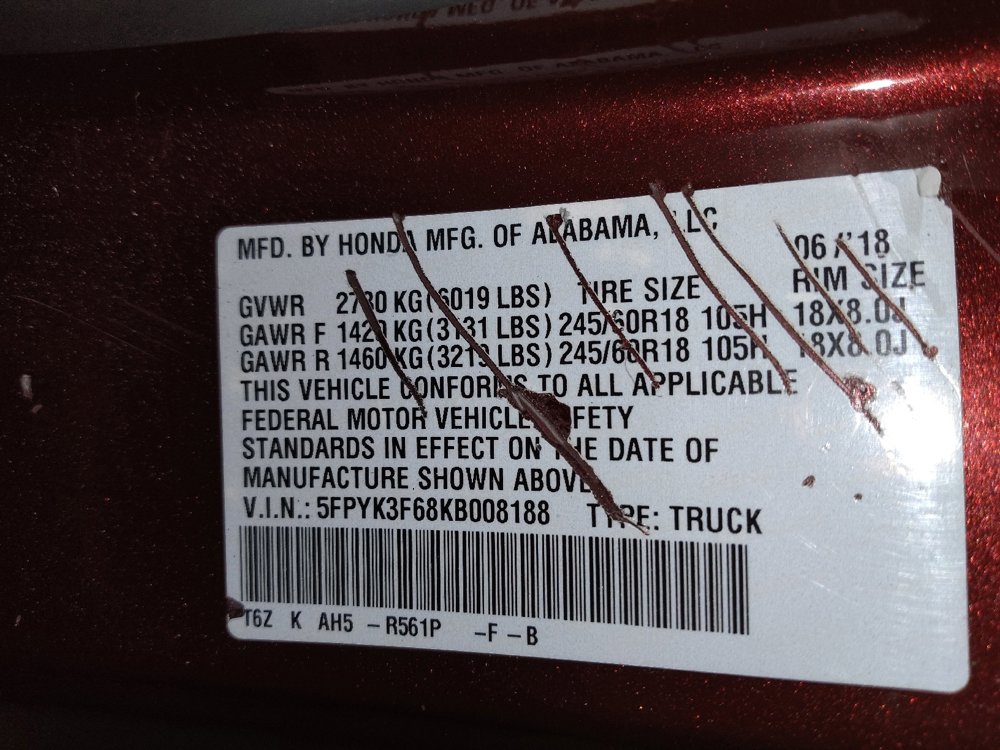 MFD. BY HONDA MFG. OF ALABAMA, LLC 06 /'18
GVWR 2730 KG (6019 LBS) TIRE SIZE RIM SIZE
GAWR F 1420 KG (3131 LBS) 245/60R18 105H 18X8.0J
GAWR R 1460 KG (3219 LBS) 245/60R18 105H 18X8.0J
THIS VEHICLE CONFORMS TO ALL APPLICABLE
FEDERAL MOTOR VEHICLE SAFETY
STANDARDS IN EFFECT ON THE DATE OF
MANUFACTURE SHOWN ABOVE.
V.I.N.: 5FPYK3F68KB008188 TYPE: TRUCK
T6Z K AH5 – R561P –F – B